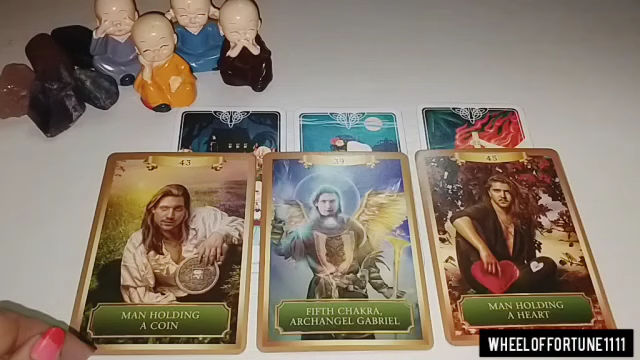 43
MAN HOLDING
A COIN
39
FIFTH CHAKRA,
ARCHANGEL GABRIEL
45
MAN HOLDING
A HEART
WHEELOFFORTUNE1111